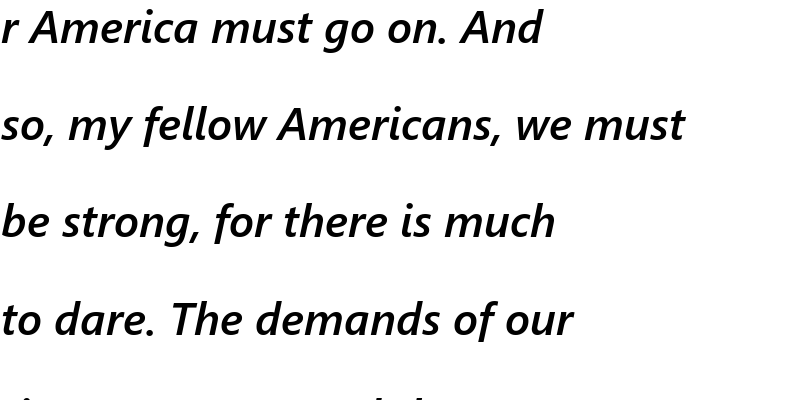 r America must go on. And
so, my fellow Americans, we must
be strong, for there is much
to dare. The demands of our